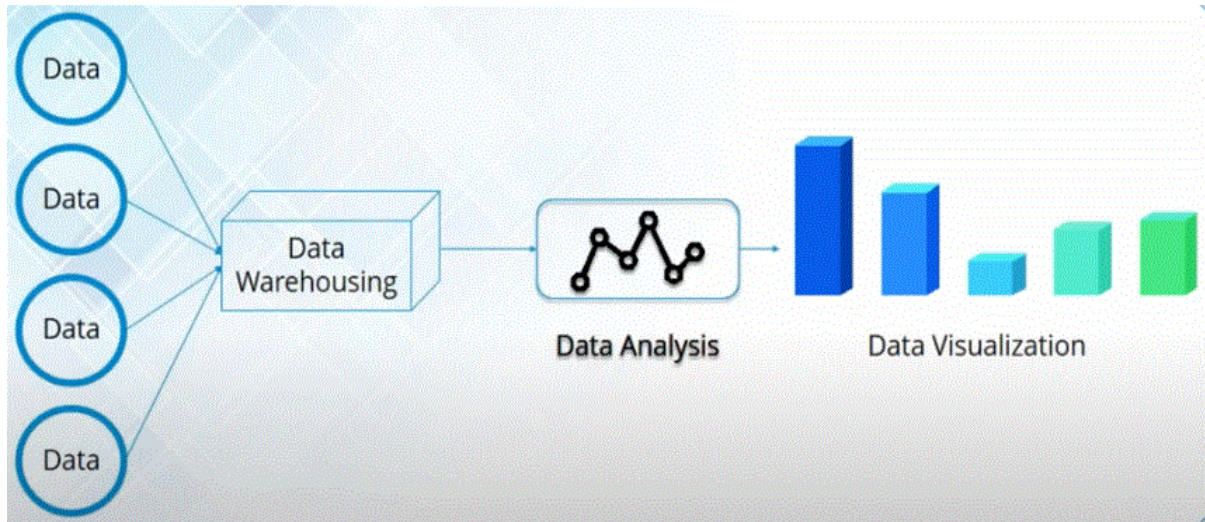 Data
Data
Data
Data
Data
Warehousing
Data Analysis
Data Visualization